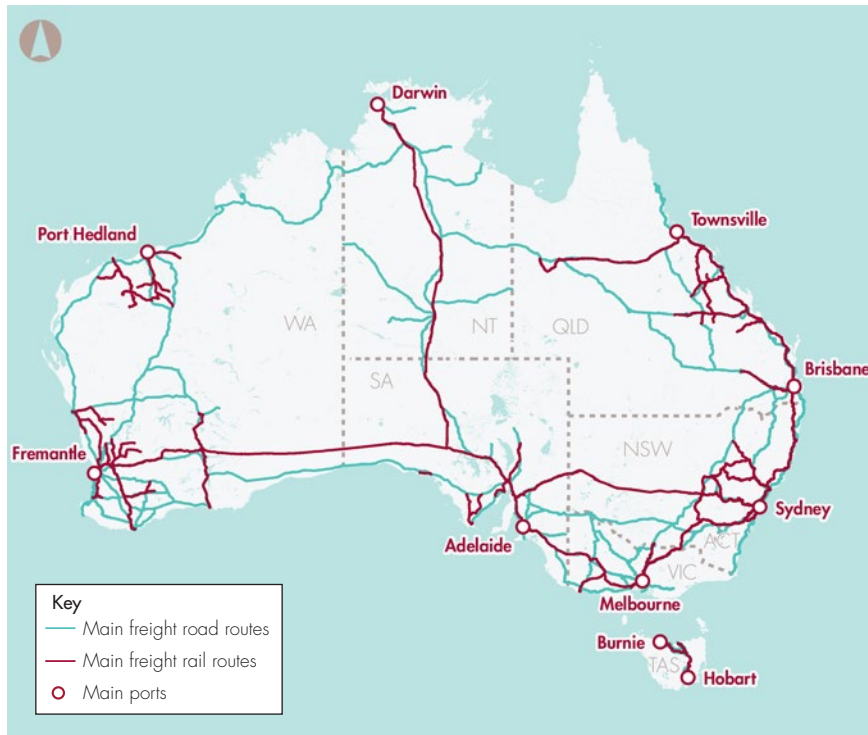 Darwin
Townsville
Port Hedland
WA
NT
QLD
SA
Brisbane
NSW
Fremantle
Sydney
Adelaide
ACT
VIC
Melbourne
Burnie
TAS
Hobart
Key
Main freight road routes
Main freight rail routes
Main ports